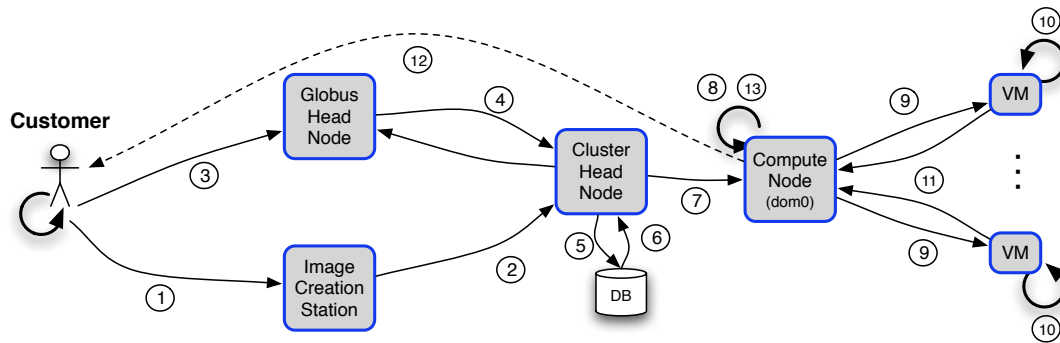 Customer
1
3
Globus
Head
Node
Image
Creation
Station
12
4
2
Cluster
Head
Node
5
6
DB
7
8
13
Compute
Node
(dom0)
9
11
9
10
VM
VM
10